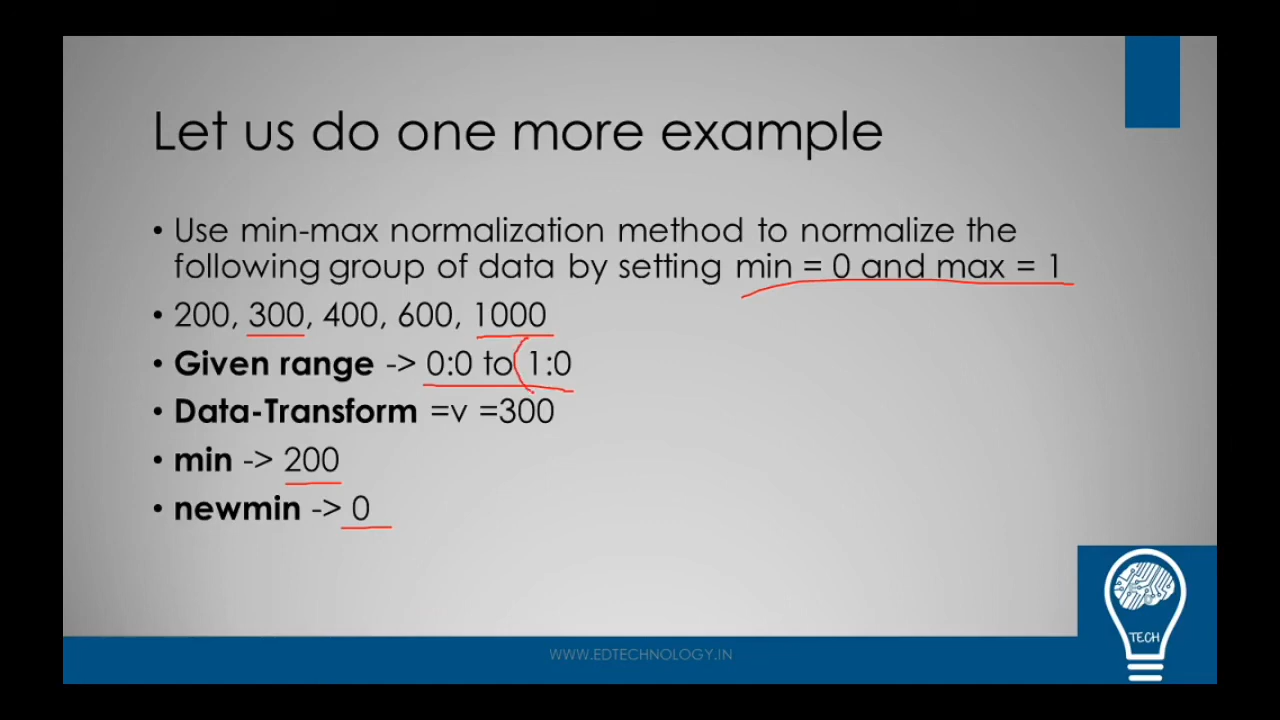 Let us do one more example
• Use min-max normalization method to normalize the
following group of data by setting min = 0 and max = 1
• 200, 300, 400, 600, 1000
• Given range -> 0:0 to 1:0
• Data-Transform =v =300
• min -> 200
• newmin -> 0
TECH
WWW.EDTECHNOLOGY.IN